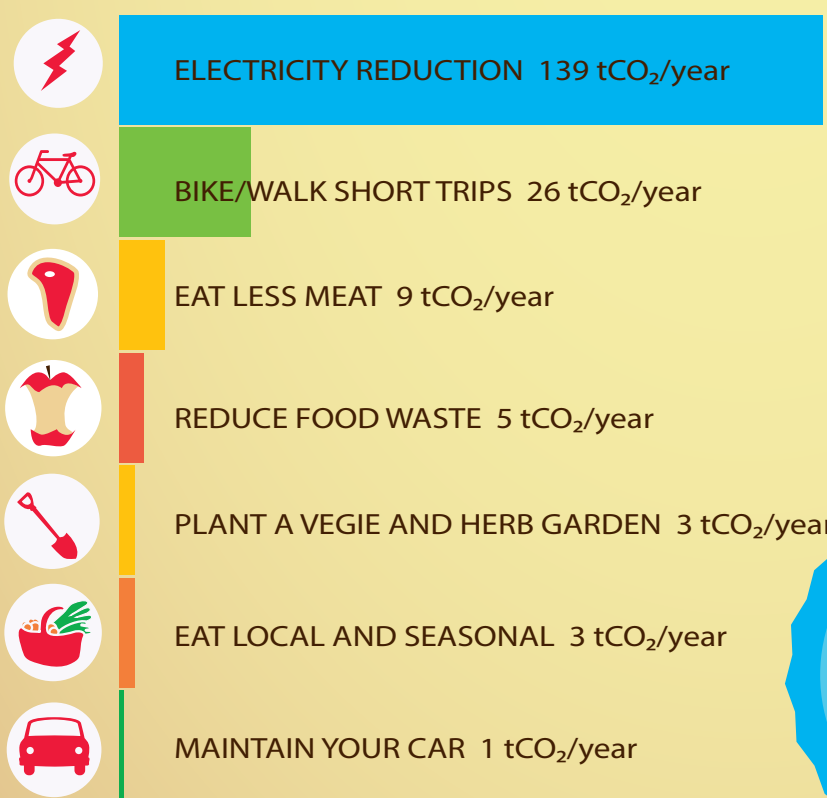 ELECTRICITY REDUCTION 139 tCO₂/year
BIKE/WALK SHORT TRIPS 26 tCO₂/year
EAT LESS MEAT 9 tCO₂/year
REDUCE FOOD WASTE 5 tCO₂/year
PLANT A VEGIE AND HERB GARDEN 3 tCO₂/year
EAT LOCAL AND SEASONAL 3 tCO₂/year
MAINTAIN YOUR CAR 1 tCO₂/year